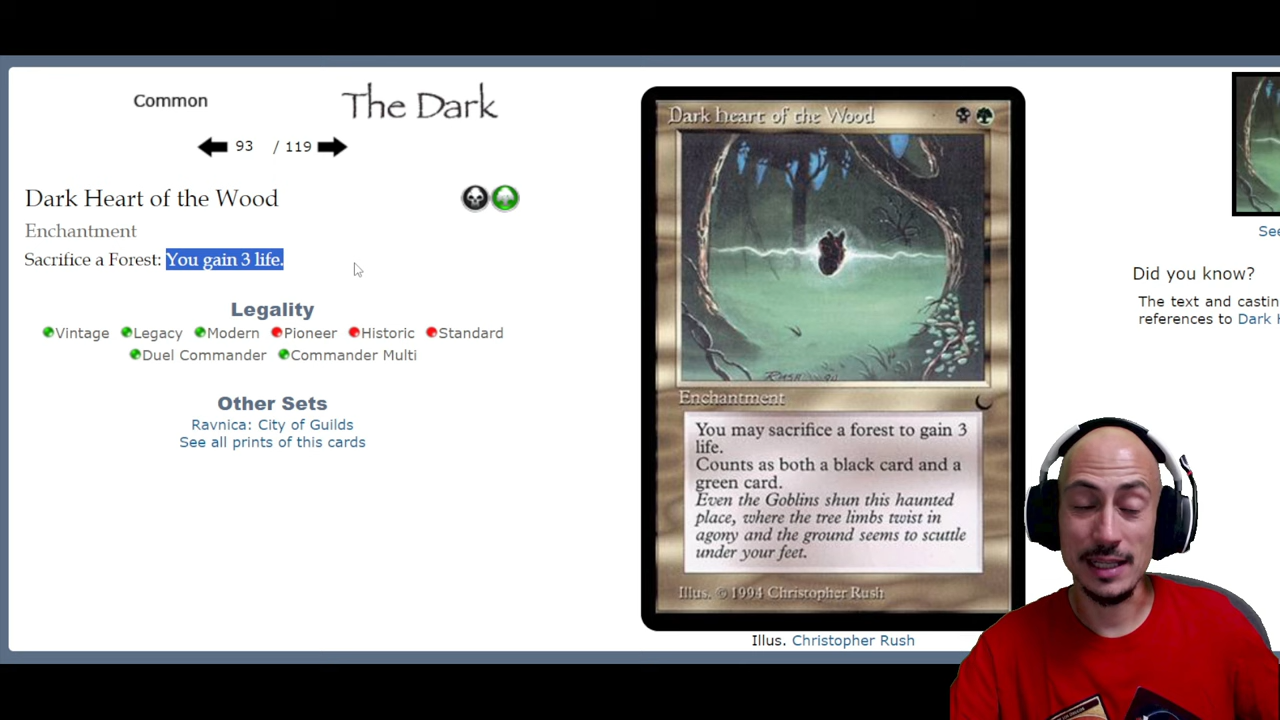 Common
The Dark
93 / 119
Dark Heart of the Wood
Enchantment
Sacrifice a Forest: You gain 3 life.
Legality
Vintage Legacy Modern Pioneer Historic Standard
Duel Commander Commander Multi
Other Sets
Ravnica: City of Guilds
See all prints of this cards
Dark Heart of the Wood
Enchantment
You may sacrifice a forest to gain 3
life.
Counts as both a black card and a
green card.
Even the Goblins shun this haunted
place, where the tree limbs twist in
agony and the ground seems to scuttle
under your feet.
Illus. © 1994 Christopher Rush
Illus. Christopher Rush
See
Did you know?
The text and casting
references to Dark H